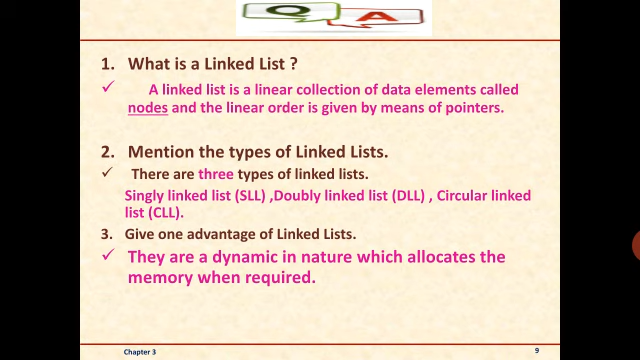 Q A
1. What is a Linked List ?
✓ A linked list is a linear collection of data elements called
nodes and the linear order is given by means of pointers.
2. Mention the types of Linked Lists.
✓ There are three types of linked lists.
Singly linked list (SLL) ,Doubly linked list (DLL) , Circular linked
list (CLL).
3. Give one advantage of Linked Lists.
✓ They are a dynamic in nature which allocates the
memory when required.
Chapter 3
9